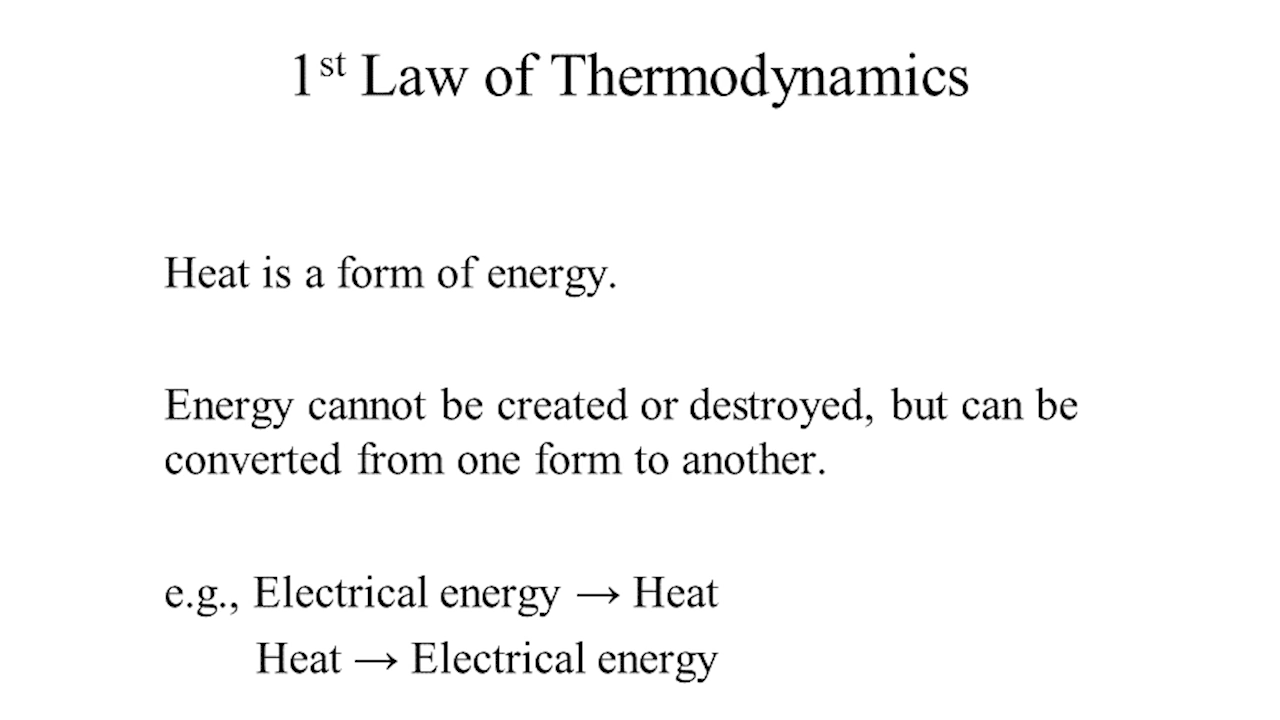 1st Law of Thermodynamics
Heat is a form of energy.
Energy cannot be created or destroyed, but can be
converted from one form to another.
e.g., Electrical energy → Heat
Heat → Electrical energy